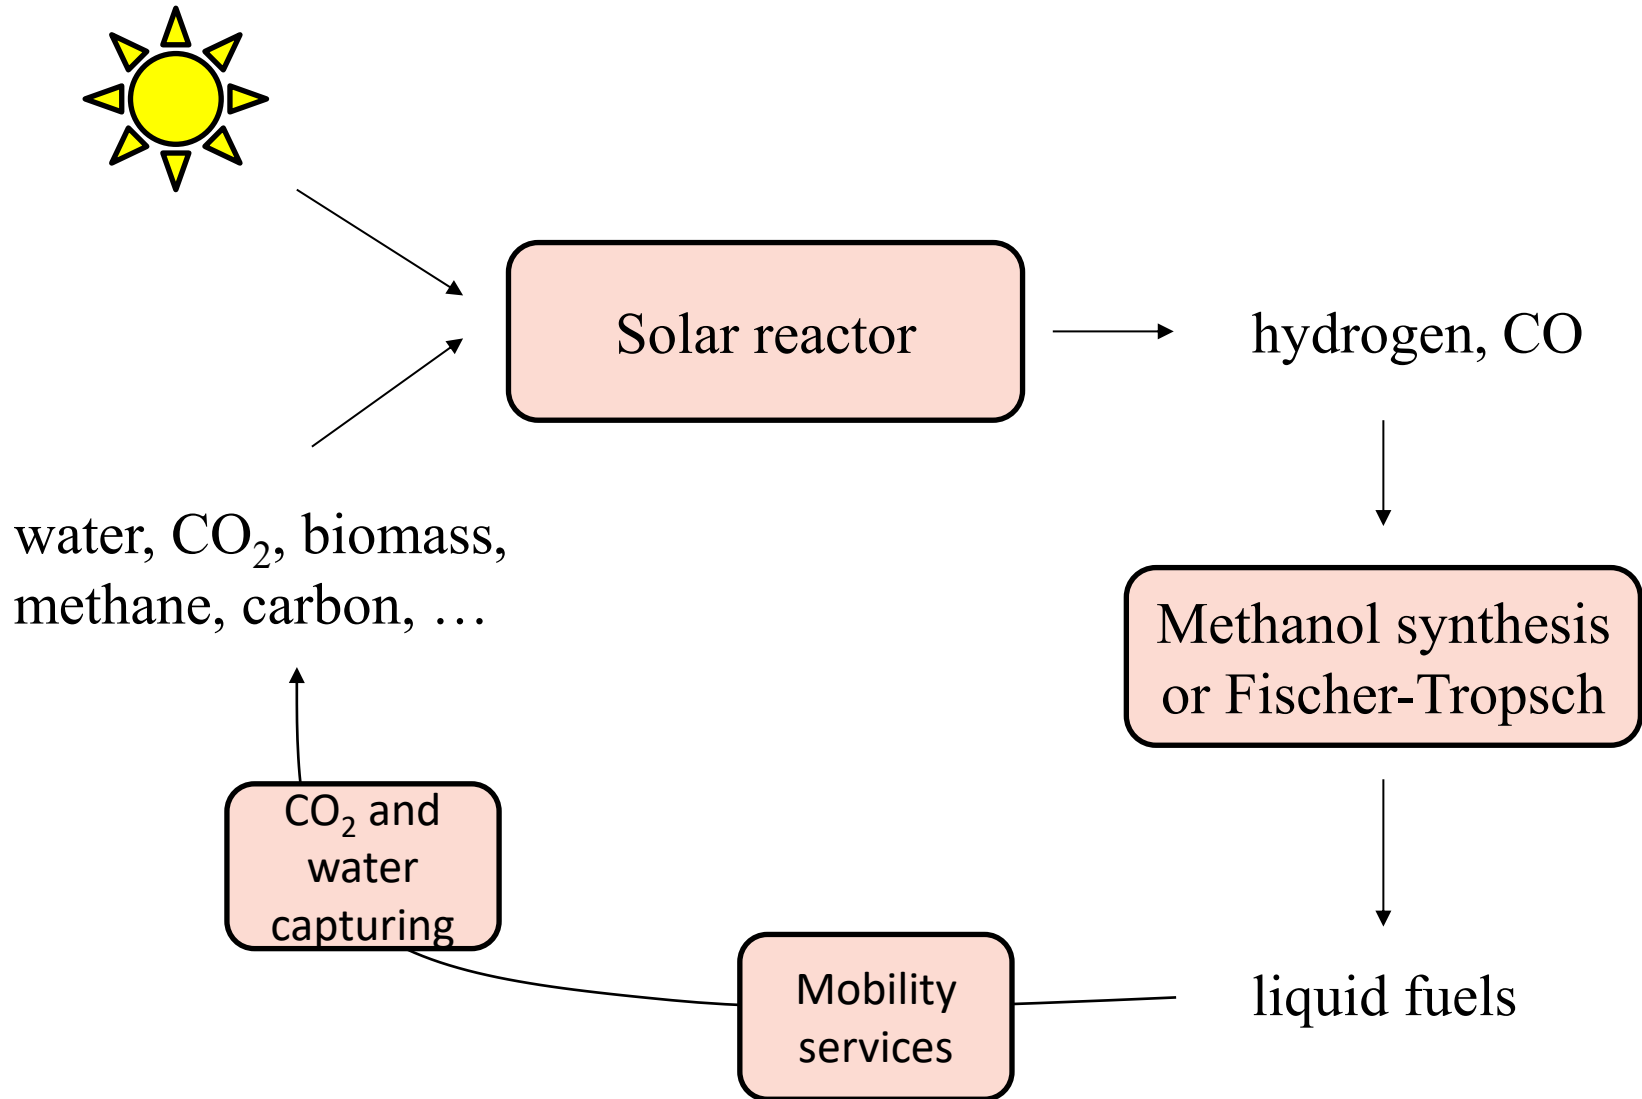 Solar reactor
hydrogen, CO
water, CO₂, biomass,
methane, carbon, …
Methanol synthesis
or Fischer-Tropsch
CO₂ and
water
capturing
Mobility
services
liquid fuels